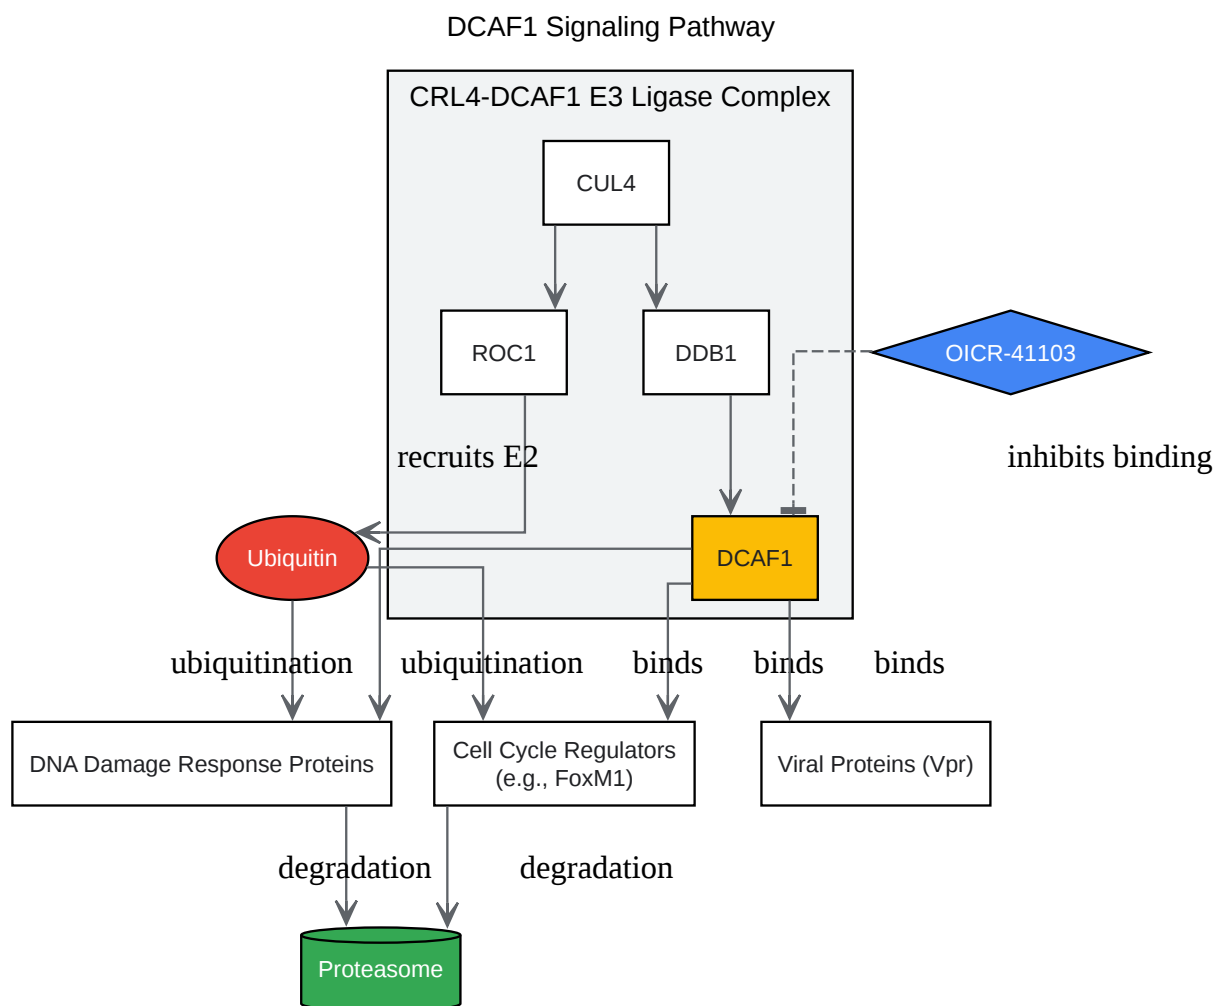 DCAF1 Signaling Pathway
CRL4-DCAF1 E3 Ligase Complex
CUL4
ROC1
DDB1
OICR-41103
recruits E2
inhibits binding
Ubiquitin
DCAF1
ubiquitination
ubiquitination
binds
binds
binds
DNA Damage Response Proteins
Cell Cycle Regulators
(e.g., FoxM1)
Viral Proteins (Vpr)
degradation
degradation
Proteasome